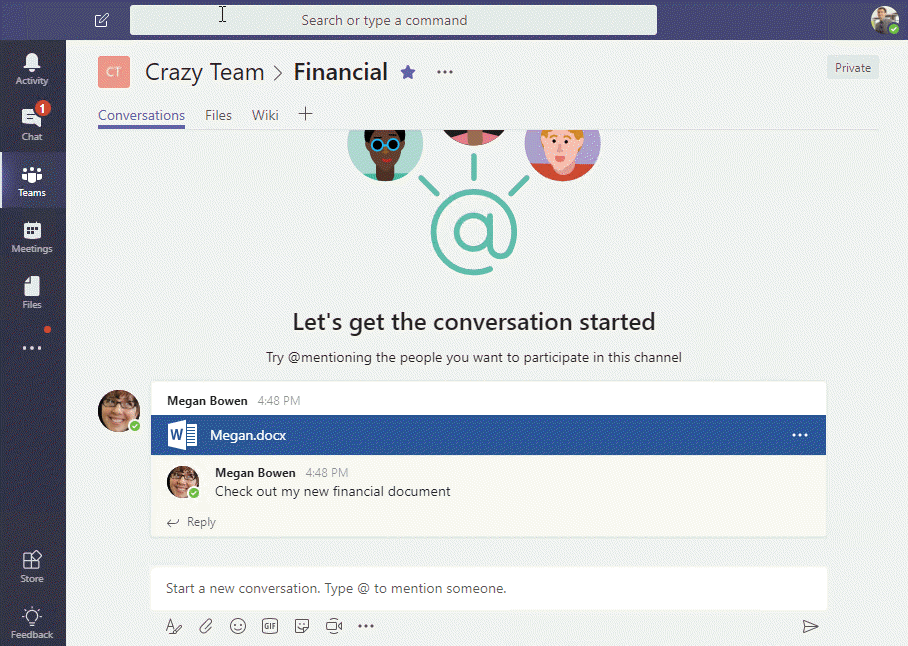 Search or type a command
Activity
1
Chat
Teams
Meetings
Files
Store
Feedback
CT
Crazy Team > Financial
Private
Conversations Files Wiki
@
Let's get the conversation started
Try @mentioning the people you want to participate in this channel
Megan Bowen 4:48 PM
W Megan.docx
Megan Bowen 4:48 PM
Check out my new financial document
Reply
Start a new conversation. Type @ to mention someone.
GIF